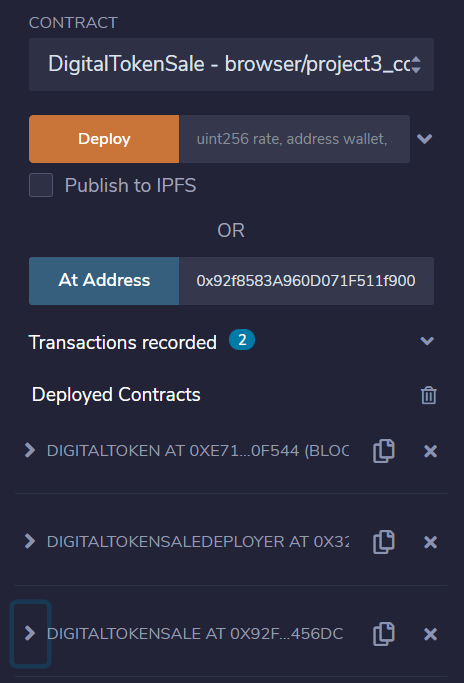 CONTRACT
DigitalTokenSale - browser/project3_cc
Deploy uint256 rate, address wallet,
Publish to IPFS
OR
At Address 0x92f8583A960D071F511f900
Transactions recorded 2
Deployed Contracts
DIGITALTOKEN AT 0XE71...0F544 (BLOC
DIGITALTOKENSALEDEPLOYER AT 0X32
DIGITALTOKENSALE AT 0X92F...456DC